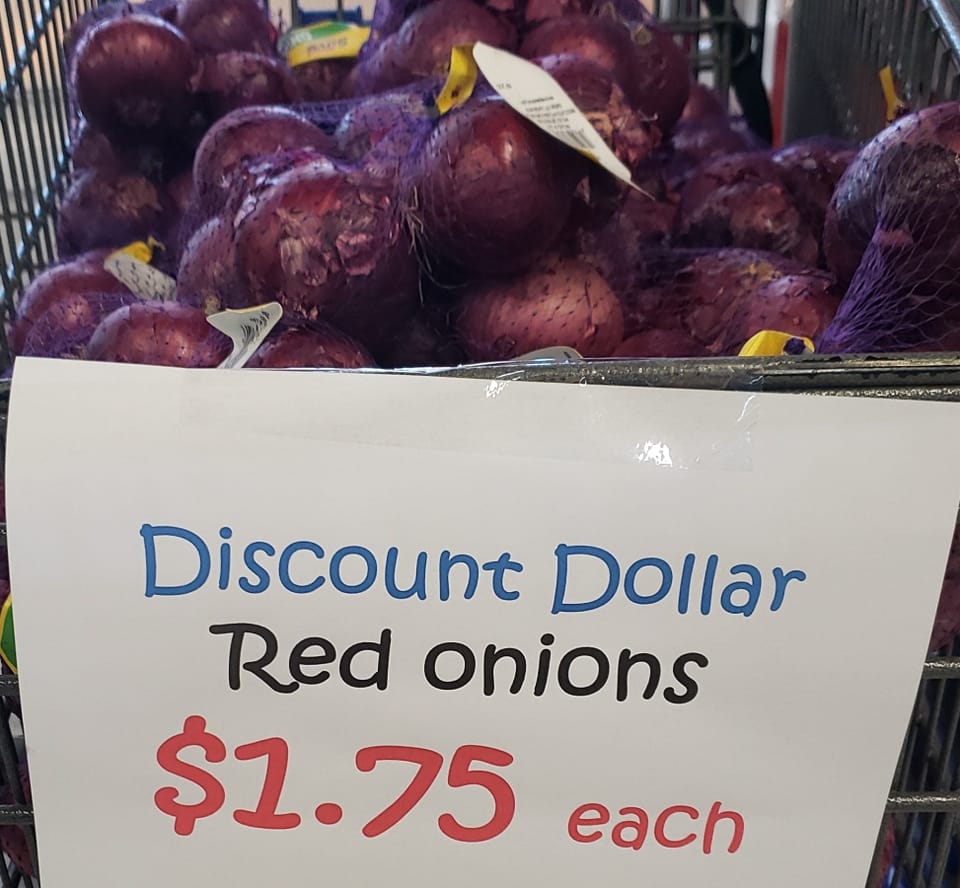 Discount Dollar
Red onions
$1.75 each